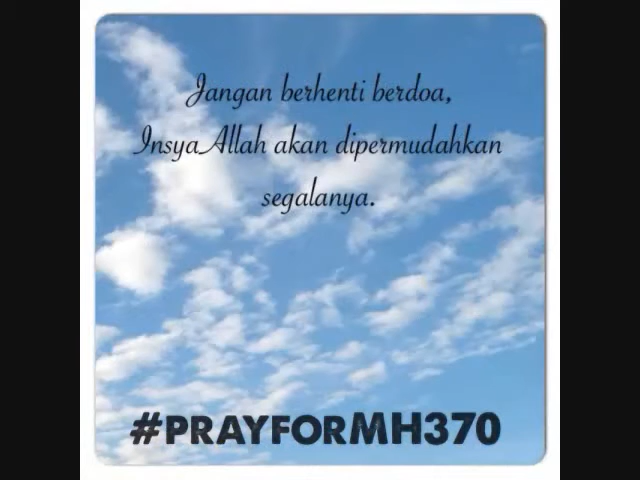 Jangan berhenti berdoa,
InsyaAllah akan dipermudahkan
segalanya.
#PRAYFORMH370